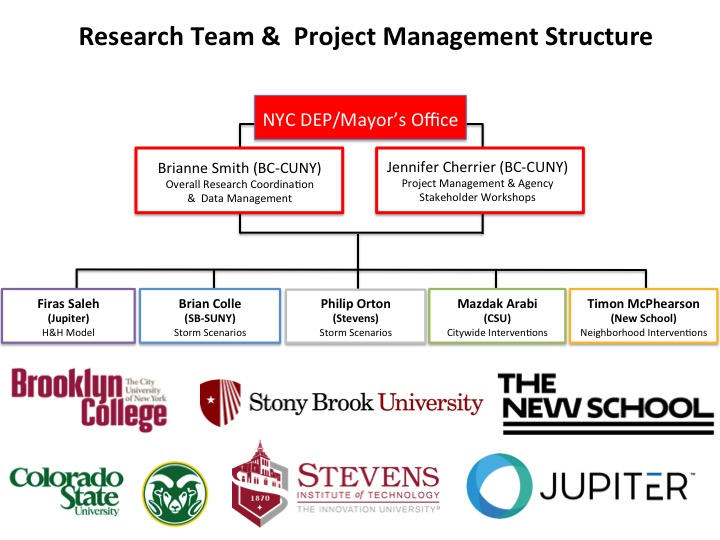 Research Team &  Project Management Structure
NYC DEP/Mayor's Office
Brianne Smith (BC-CUNY)
Overall Research Coordination
&  Data Management
Jennifer Cherrier (BC-CUNY)
Project Management & Agency
Stakeholder Workshops
Firas Saleh
(Jupiter)
H&H Model
Brian Colle
(SB-SUNY)
Storm Scenarios
Philip Orton
(Stevens)
Storm Scenarios
Mazdak Arabi
(CSU)
Citywide Interventions
Timon McPhearson
(New School)
Neighborhood Interventions
Brooklyn
College
The City
University
of New York
Stony Brook University
THE
NEW SCHOOL
Colorado
State
University
1870
STEVENS
INSTITUTE of TECHNOLOGY
THE INNOVATION UNIVERSITY®
JUPITER™